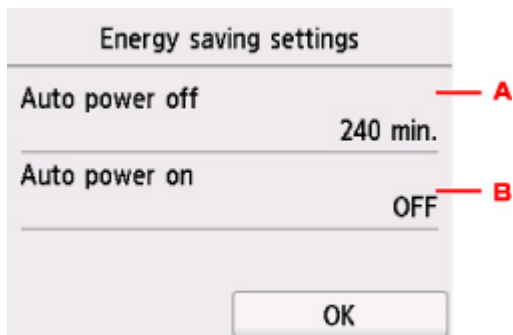 Energy saving settings
Auto power off
A
240 min.
Auto power on
B
OFF
OK